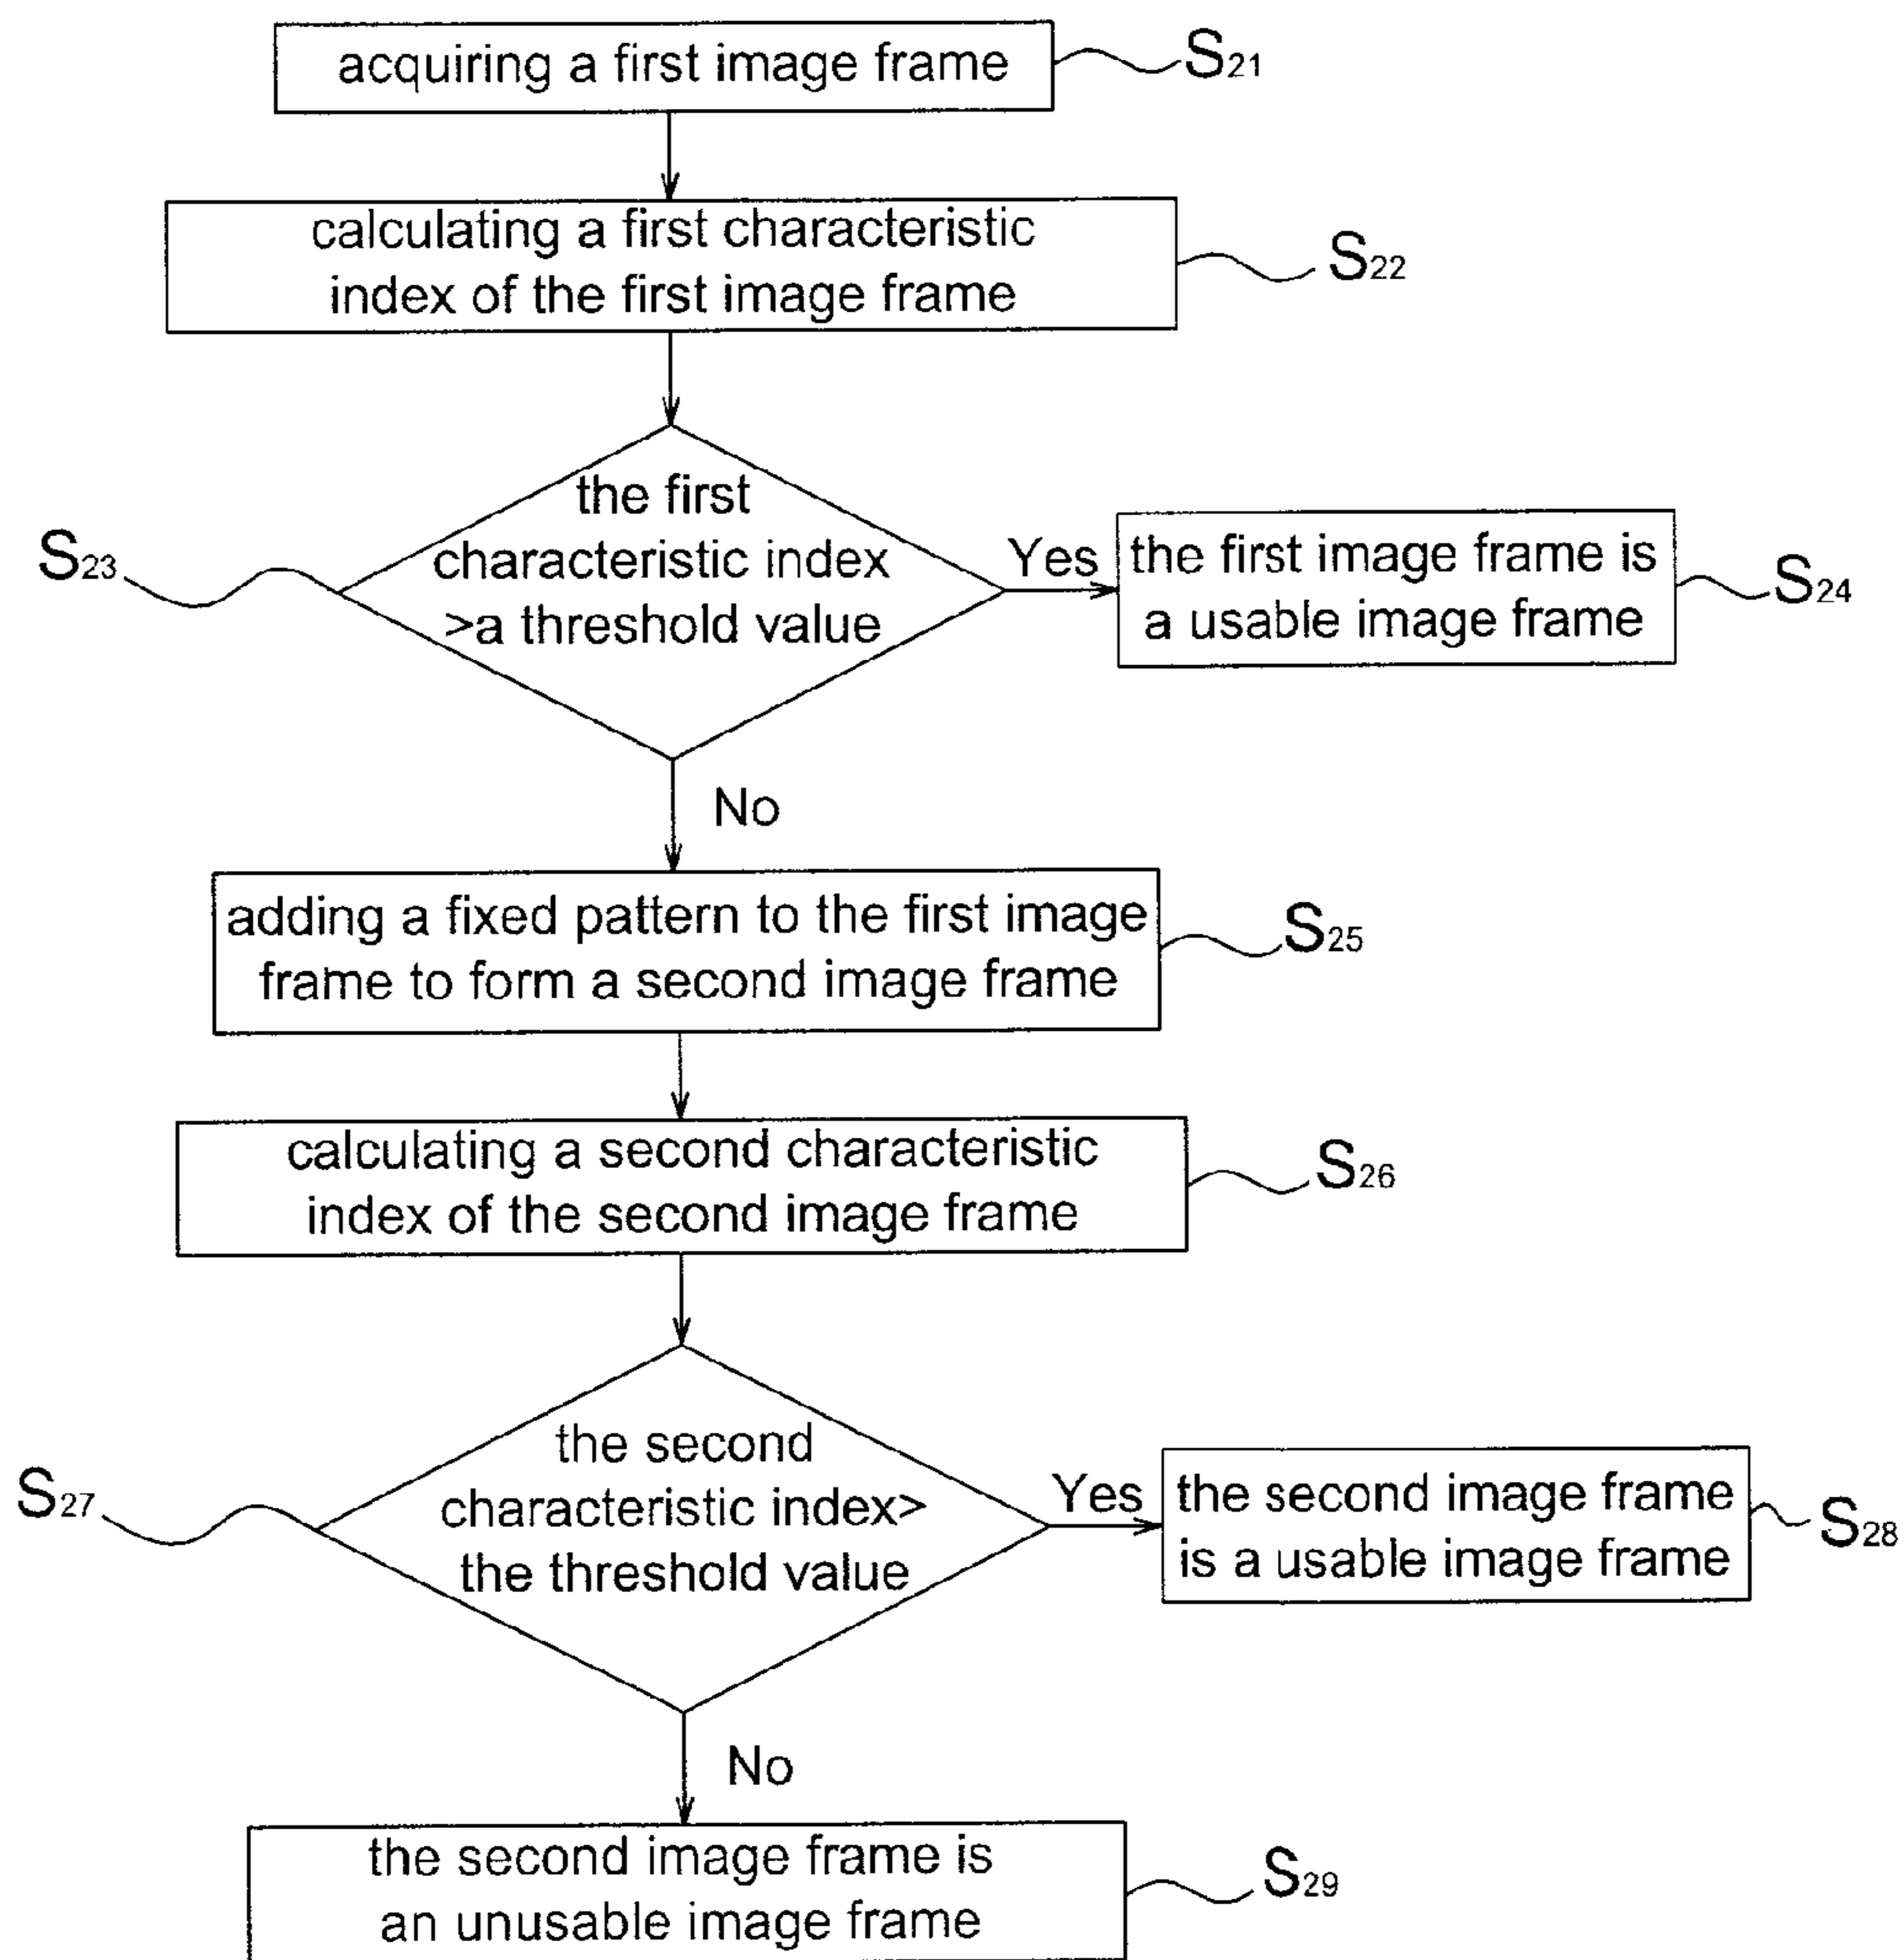 acquiring a first image frame
S21
calculating a first characteristic
index of the first image frame
S22
the first
characteristic index
>a threshold value
S23
Yes
the first image frame is
a usable image frame
S24
No
adding a fixed pattern to the first image
frame to form a second image frame
S25
calculating a second characteristic
index of the second image frame
S26
the second
characteristic index>
the threshold value
S27
Yes
the second image frame
is a usable image frame
S28
No
the second image frame is
an unusable image frame
S29